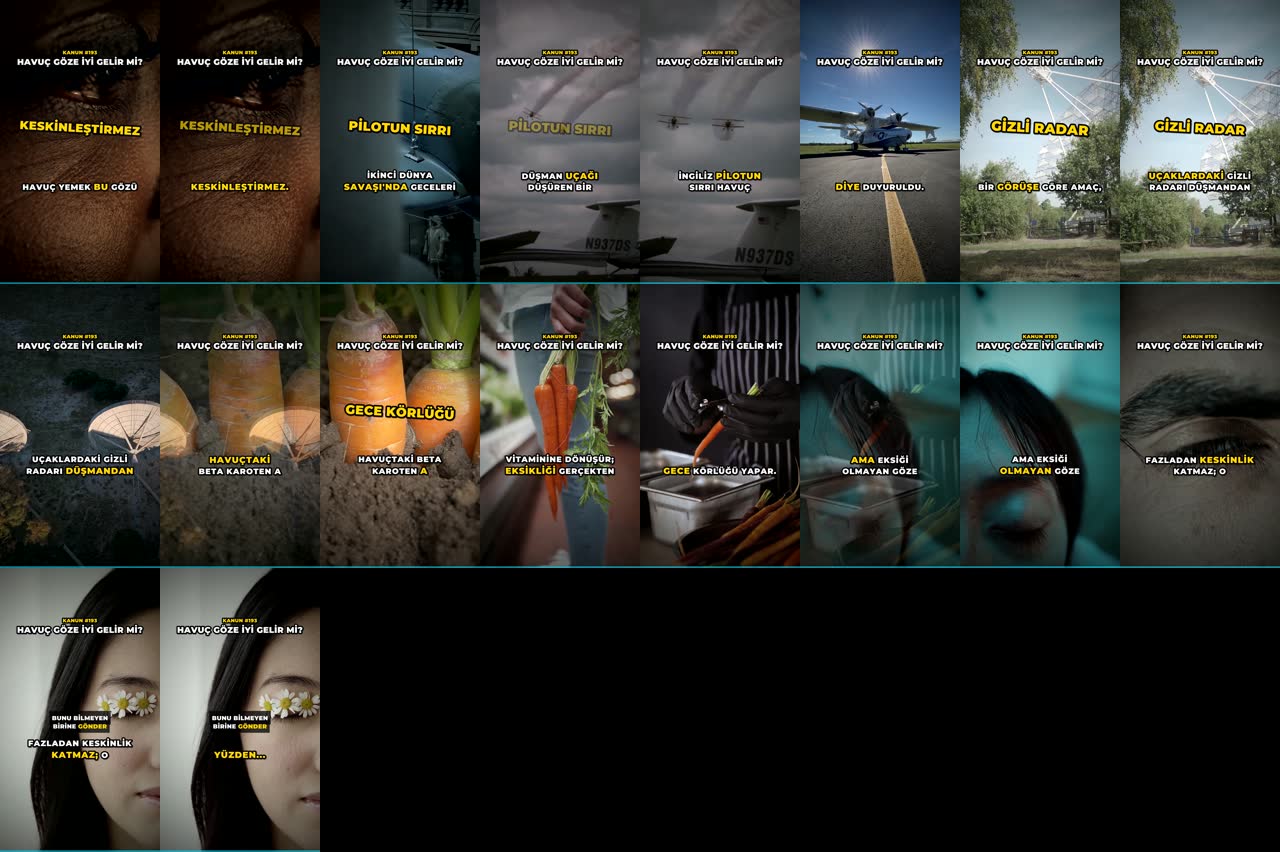 KANUN #193
HAVUÇ GÖZE İYİ GELİR Mİ?
KESKİNLEŞTİRMEZ
HAVUÇ YEMEK BU GÖZÜ
KANUN #193
HAVUÇ GÖZE İYİ GELİR Mİ?
KESKİNLEŞTİRMEZ
KESKİNLEŞTİRMEZ.
KANUN #193
HAVUÇ GÖZE İYİ GELİR Mİ?
PİLOTUN SIRRI
İKİNCİ DÜNYA
SAVAŞI'NDA GECELERİ
KANUN #193
HAVUÇ GÖZE İYİ GELİR Mİ?
PİLOTUN SIRRI
DÜŞMAN UÇAĞI
DÜŞÜREN BİR
N937DS
KANUN #193
HAVUÇ GÖZE İYİ GELİR Mİ?
İNGİLİZ PİLOTUN
SIRRI HAVUÇ
N937DS
KANUN #193
HAVUÇ GÖZE İYİ GELİR Mİ?
DİYE DUYURULDU.
KANUN #193
HAVUÇ GÖZE İYİ GELİR Mİ?
GİZLİ RADAR
BİR GÖRÜŞE GÖRE AMAÇ,
KANUN #193
HAVUÇ GÖZE İYİ GELİR Mİ?
GİZLİ RADAR
UÇAKLARDAKİ GİZLİ
RADARI DÜŞMANDAN
KANUN #193
HAVUÇ GÖZE İYİ GELİR Mİ?
UÇAKLARDAKİ GİZLİ
RADARI DÜŞMANDAN
KANUN #193
HAVUÇ GÖZE İYİ GELİR Mİ?
HAVUÇTAKİ
BETA KAROTEN A
KANUN #193
HAVUÇ GÖZE İYİ GELİR Mİ?
GECE KÖRLÜĞÜ
HAVUÇTAKİ BETA
KAROTEN A
KANUN #193
HAVUÇ GÖZE İYİ GELİR Mİ?
VİTAMİNİNE DÖNÜŞÜR;
EKSİKLİĞİ GERÇEKTEN
KANUN #193
HAVUÇ GÖZE İYİ GELİR Mİ?
GECE KÖRLÜĞÜ YAPAR.
KANUN #193
HAVUÇ GÖZE İYİ GELİR Mİ?
AMA EKSİĞİ
OLMAYAN GÖZE
KANUN #193
HAVUÇ GÖZE İYİ GELİR Mİ?
AMA EKSİĞİ
OLMAYAN GÖZE
KANUN #193
HAVUÇ GÖZE İYİ GELİR Mİ?
FAZLADAN KESKİNLİK
KATMAZ; O
KANUN #193
HAVUÇ GÖZE İYİ GELİR Mİ?
BUNU BİLMEYEN
BİRİNE GÖNDER
FAZLADAN KESKİNLİK
KATMAZ; O
KANUN #193
HAVUÇ GÖZE İYİ GELİR Mİ?
BUNU BİLMEYEN
BİRİNE GÖNDER
YÜZDEN...